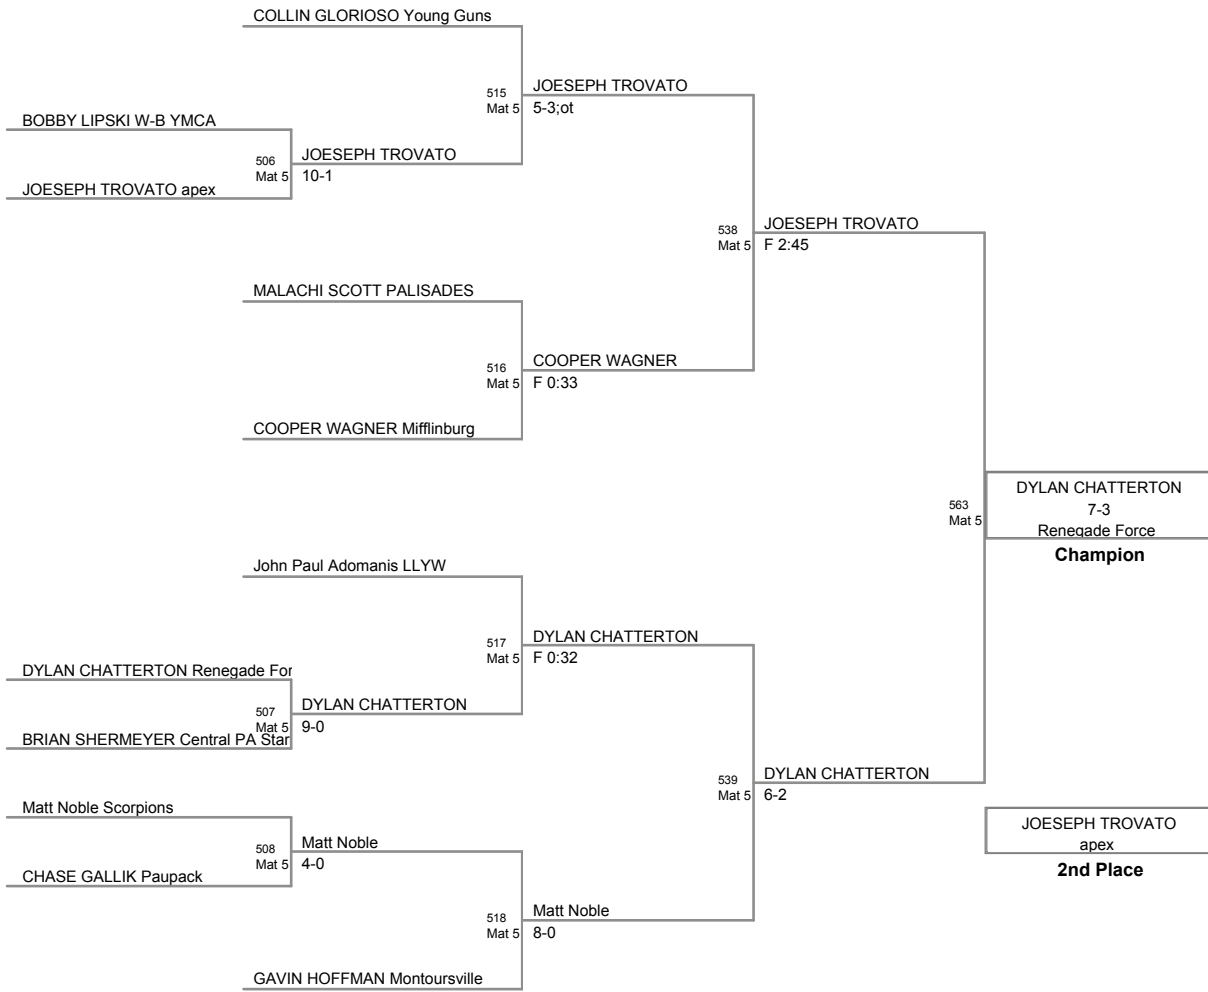 COLLIN GLORIOSO Young Guns
515
Mat 5
JOESEPH TROVATO
5-3;ot
BOBBY LIPSKI W-B YMCA
506
Mat 5
JOESEPH TROVATO
10-1
JOESEPH TROVATO apex
538
Mat 5
JOESEPH TROVATO
F 2:45
MALACHI SCOTT PALISADES
516
Mat 5
COOPER WAGNER
F 0:33
COOPER WAGNER Mifflinburg
563
Mat 5
DYLAN CHATTERTON
7-3
Renegade Force
Champion
John Paul Adomanis LLYW
517
Mat 5
DYLAN CHATTERTON
F 0:32
DYLAN CHATTERTON Renegade For
507
Mat 5
DYLAN CHATTERTON
9-0
BRIAN SHERMEYER Central PA Star
539
Mat 5
DYLAN CHATTERTON
6-2
Matt Noble Scorpions
508
Mat 5
Matt Noble
4-0
CHASE GALLIK Paupack
JOESEPH TROVATO
apex
2nd Place
518
Mat 5
Matt Noble
8-0
GAVIN HOFFMAN Montoursville